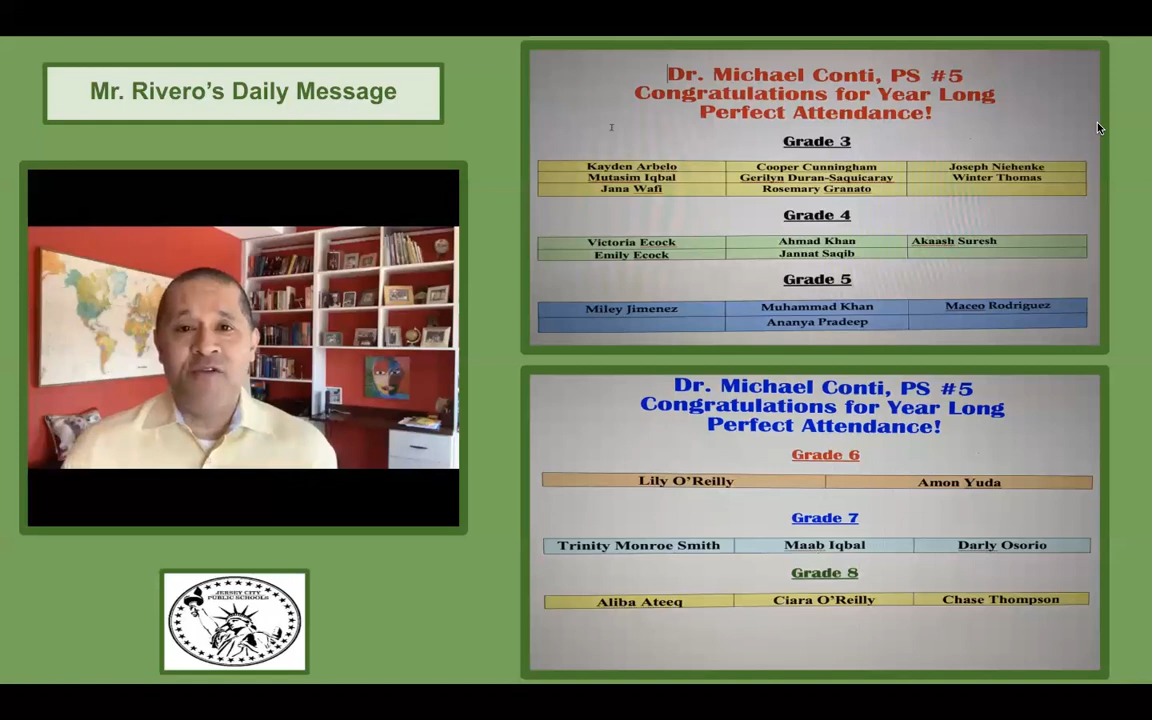 Mr. Rivero's Daily Message
JERSEY CITY
PUBLIC SCHOOLS
Dr. Michael Conti, PS #5
Congratulations for Year Long
Perfect Attendance!
Grade 3
Kayden Arbelo Cooper Cunningham Joseph Niehenke
Mutasim Iqbal Gerilyn Duran-Saquicaray Winter Thomas
Jana Wafi Rosemary Granato
Grade 4
Victoria Ecock Ahmad Khan Akaash Suresh
Emily Ecock Jannat Saqib
Grade 5
Miley Jimenez Muhammad Khan Maceo Rodriguez
Ananya Pradeep
Dr. Michael Conti, PS #5
Congratulations for Year Long
Perfect Attendance!
Grade 6
Lily O'Reilly Amon Yuda
Grade 7
Trinity Monroe Smith Maab Iqbal Darly Osorio
Grade 8
Aliba Ateeq Ciara O'Reilly Chase Thompson